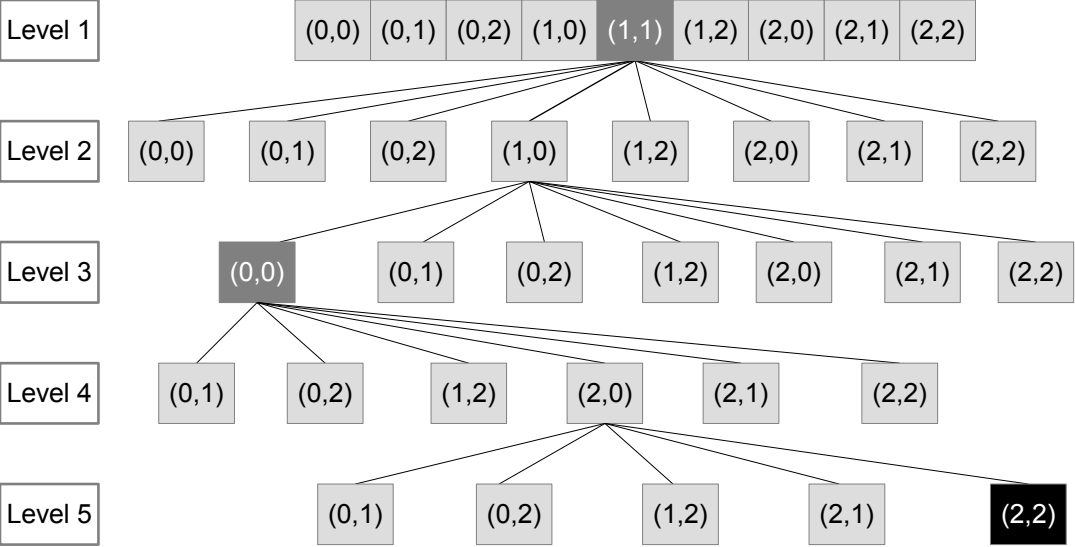 Level 1 (0,0) (0,1) (0,2) (1,0) (1,1) (1,2) (2,0) (2,1) (2,2)
Level 2 (0,0) (0,1) (0,2) (1,0) (1,2) (2,0) (2,1) (2,2)
Level 3 (0,0) (0,1) (0,2) (1,2) (2,0) (2,1) (2,2)
Level 4 (0,1) (0,2) (1,2) (2,0) (2,1) (2,2)
Level 5 (0,1) (0,2) (1,2) (2,1) (2,2)